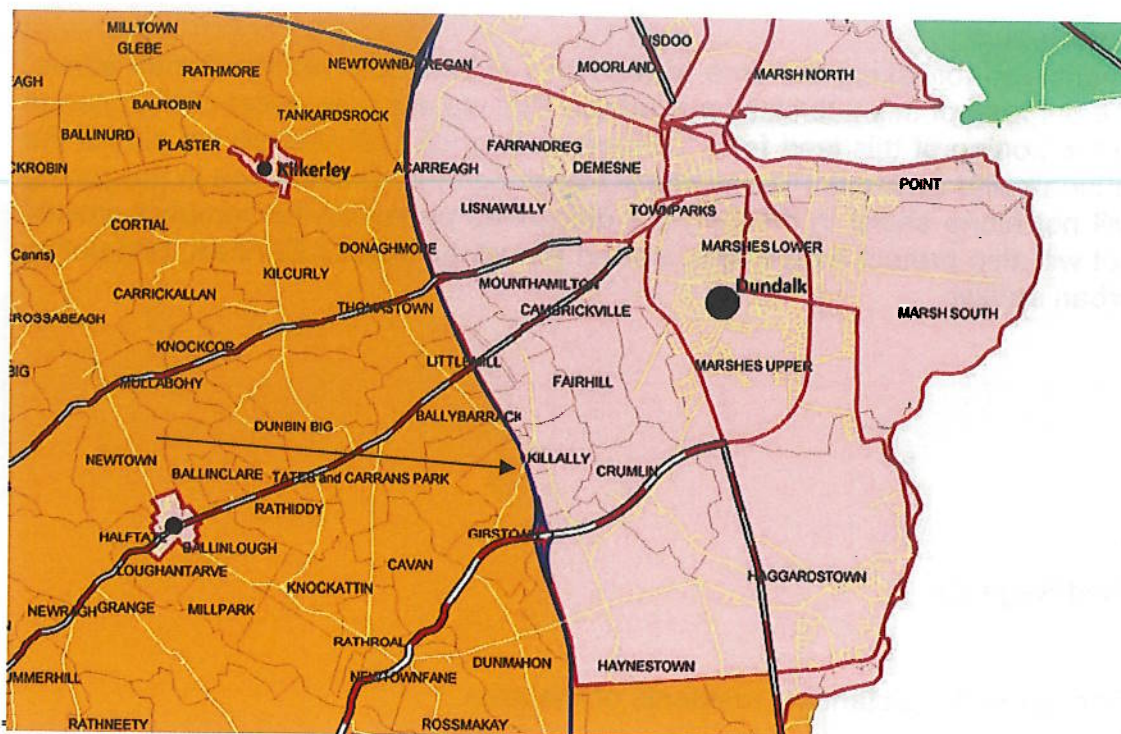 MILLTOWN
GLEBE
RATHMORE
NEWTOWNBALREGAN
MOORLAND
MARSH NORTH
BALROBIN
TANKARDSROCK
BALLINURD
PLASTER
FARRANDREG
Kilkerley
ACARREAGH
DEMESNE
POINT
LISNAWULLY
TOWNPARKS
CORTIAL
DONAGHMORE
MARSHES LOWER
KILCURLY
MOUNTHAMILTON
Dundalk
CARRICKALLAN
THOMASTOWN
CAMBRICKVILLE
MARSH SOUTH
KNOCKCOR
LITTLEMILL
MARSHES UPPER
MULLABOHY
FAIRHILL
BALLYBARRACK
DUNBIN BIG
NEWTOWN
KILLALLY
BALLINCLARE
TATES and CARRANS PARK
CRUMLIN
RATHIDDY
HALFTATE
GIBSTOWN
BALLINLOUGH
LOUGHANTARVE
CAVAN
HAGGARDSTOWN
KNOCKATTIN
NEWRAGH
GRANGE
MILLPARK
RATHROAL
DUNMAHON
HAYNESTOWN
NEWTOWNFANE
RATHNEETY
ROSSMAKAY